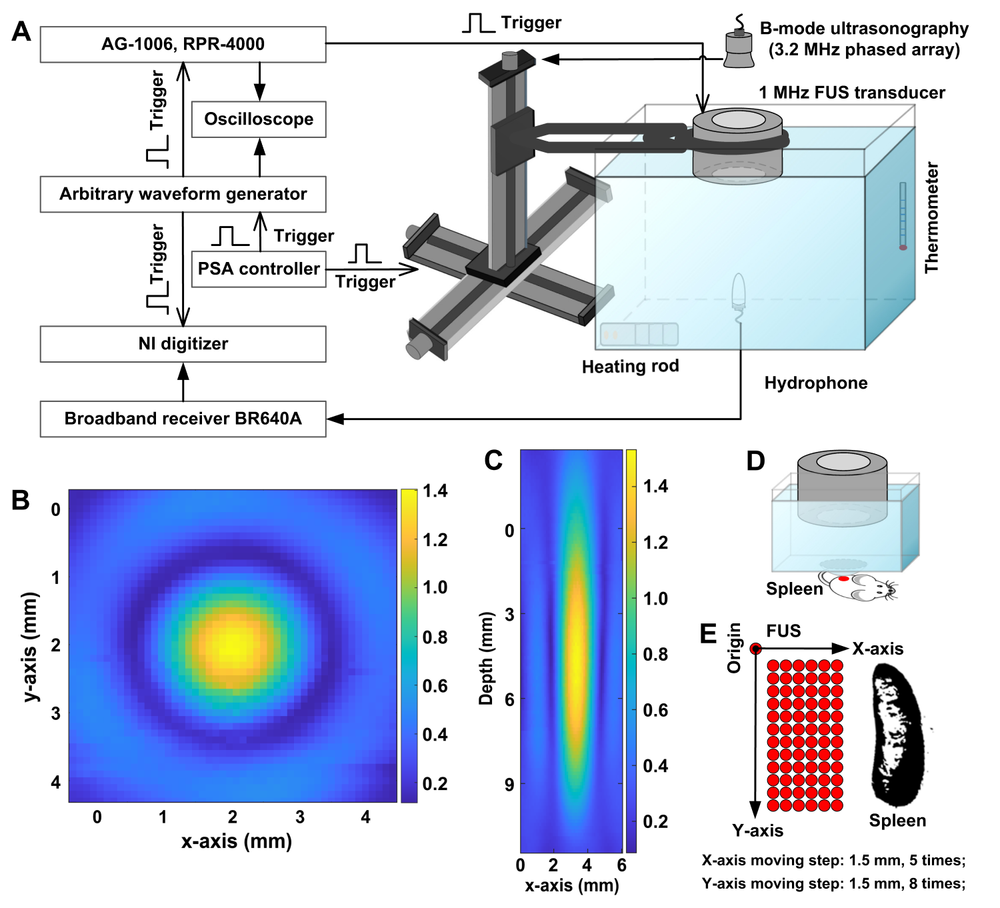 A
AG-1006, RPR-4000
Trigger
B-mode ultrasonography
(3.2 MHz phased array)
1 MHz FUS transducer
Trigger
Oscilloscope
Arbitrary waveform generator
Thermometer
Trigger
Trigger
PSA controller
Trigger
NI digitizer
Heating rod
Hydrophone
Broadband receiver BR640A
B
0
1
2
3
4
y-axis (mm)
0 1 2 3 4
x-axis (mm)
1.4
1.2
1.0
0.8
0.6
0.4
0.2
C
0
3
6
9
Depth (mm)
0 2 4 6
x-axis (mm)
1.4
1.2
1.0
0.8
0.6
0.4
0.2
D
Spleen
E
Origin
FUS
X-axis
Y-axis
Spleen
X-axis moving step: 1.5 mm, 5 times;
Y-axis moving step: 1.5 mm, 8 times;